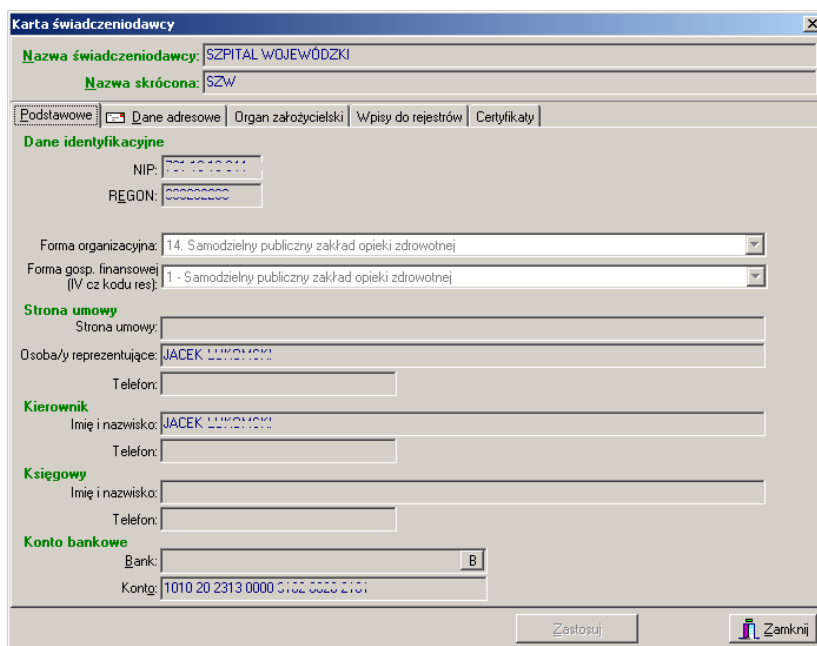 Karta świadczeniodawcy
Nazwa świadczeniodawcy: SZPITAL WOJEWÓDZKI
Nazwa skrócona: SZW
Podstawowe Dane adresowe Organ założycielski Wpisy do rejestrów Certyfikaty
Dane identyfikacyjne
NIP:
REGON:
Forma organizacyjna: 14. Samodzielny publiczny zakład opieki zdrowotnej
Forma gosp. finansowej
(IV cz kodu res): 1 - Samodzielny publiczny zakład opieki zdrowotnej
Strona umowy
Strona umowy:
Osoba/y reprezentujące: JACEK
Telefon:
Kierownik
Imię i nazwisko: JACEK
Telefon:
Księgowy
Imię i nazwisko:
Telefon:
Konto bankowe
Bank: B
Konto: 1010 20 2313 0000
Zastosuj Zamknij